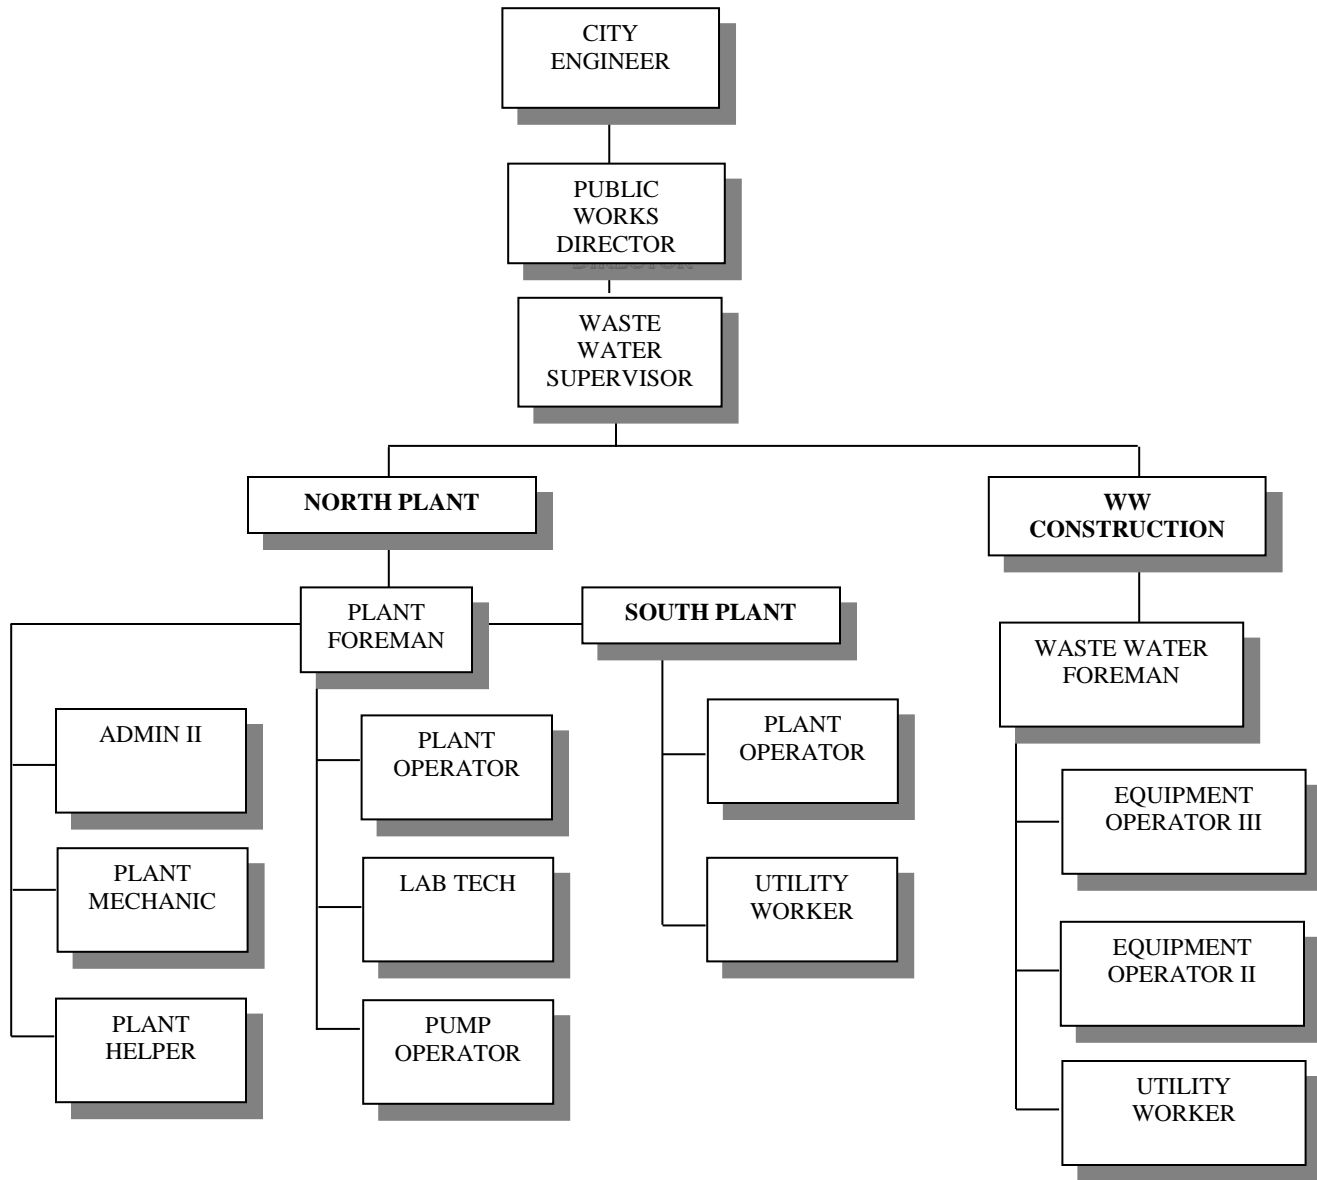 CITY
ENGINEER
PUBLIC
WORKS
DIRECTOR
WASTE
WATER
SUPERVISOR
NORTH PLANT
WW
CONSTRUCTION
PLANT
FOREMAN
SOUTH PLANT
WASTE WATER
FOREMAN
ADMIN II
PLANT
OPERATOR
PLANT
OPERATOR
EQUIPMENT
OPERATOR III
PLANT
MECHANIC
LAB TECH
UTILITY
WORKER
EQUIPMENT
OPERATOR II
PLANT
HELPER
PUMP
OPERATOR
UTILITY
WORKER